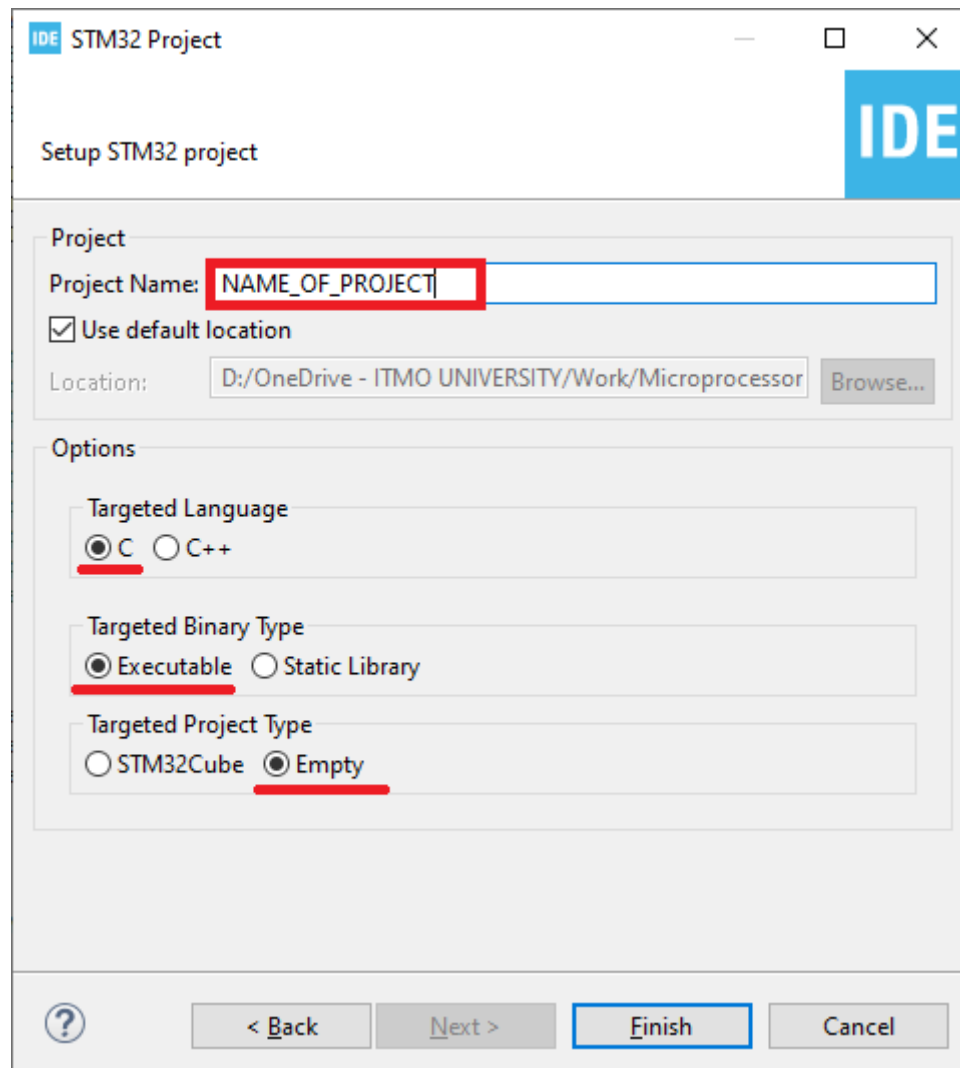 IDE STM32 Project
IDE
Setup STM32 project
Project
Project Name: NAME_OF_PROJECT
Use default location
Location: D:/OneDrive - ITMO UNIVERSITY/Work/Microprocessor Browse...
Options
Targeted Language
C C++
Targeted Binary Type
Executable Static Library
Targeted Project Type
STM32Cube Empty
? < Back Next > Finish Cancel